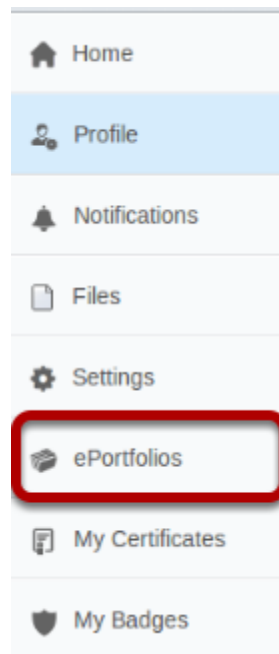 Home
Profile
Notifications
Files
Settings
ePortfolios
My Certificates
My Badges